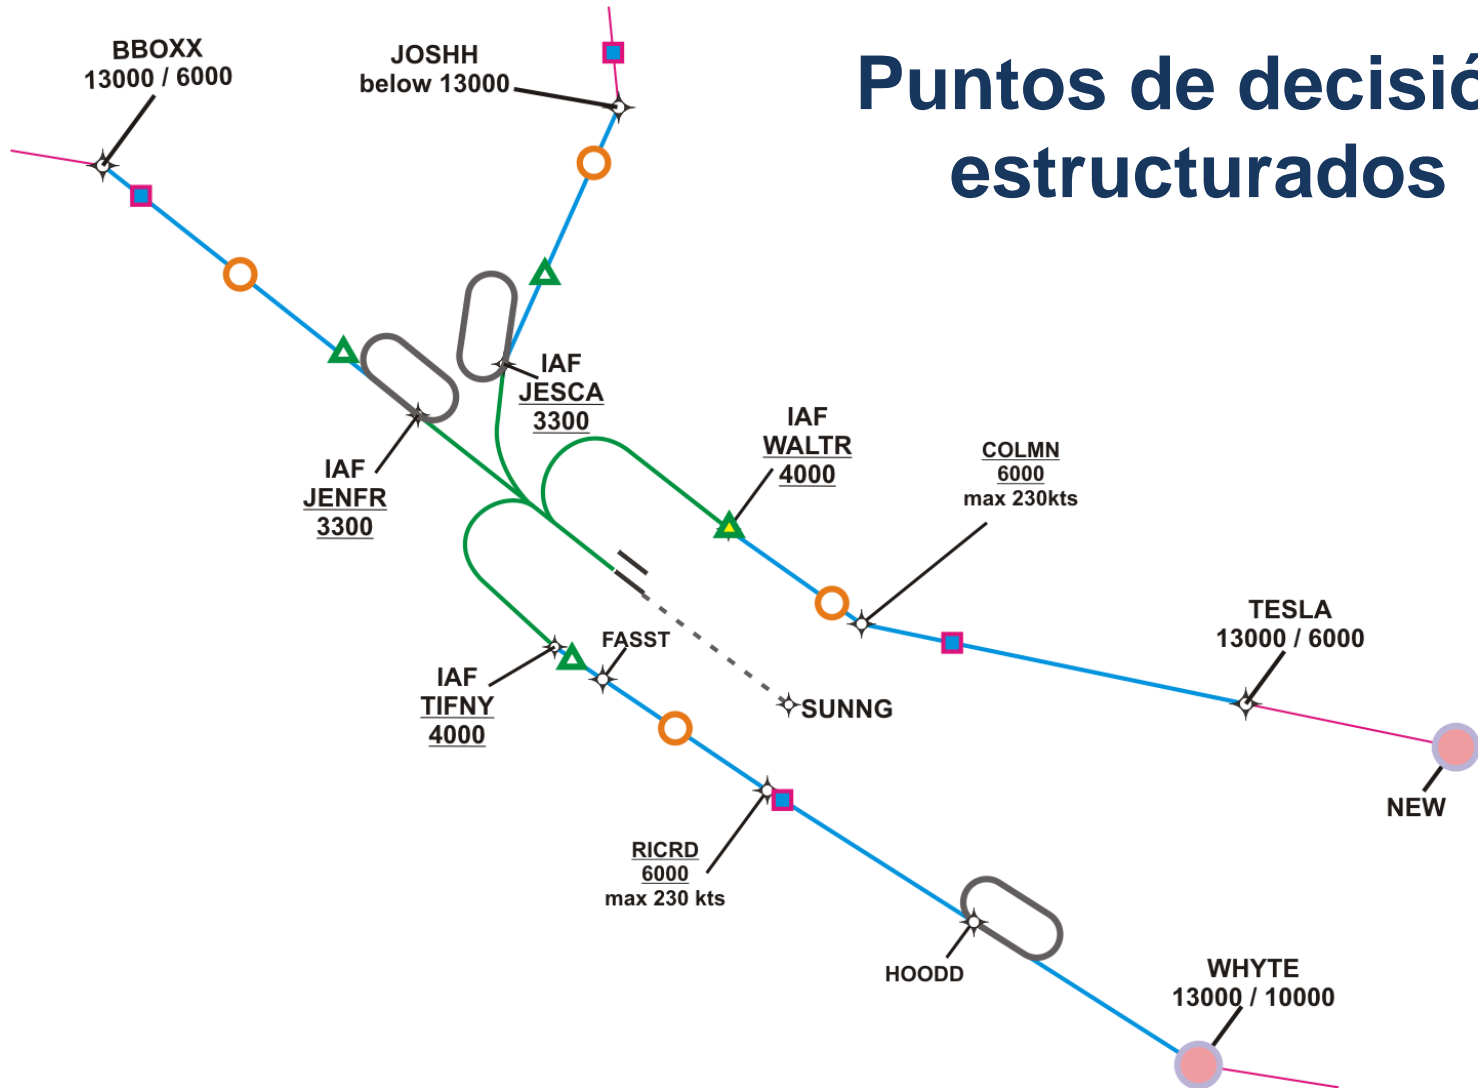 Puntos de decisió
estructurados
BBOXX
13000 / 6000
JOSHH
below 13000
IAF
JESCA
3300
IAF
JENFR
3300
IAF
WALTR
4000
COLMN
6000
max 230kts
TESLA
13000 / 6000
NEW
FASST
IAF
TIFNY
4000
SUNNG
RICRD
6000
max 230 kts
HOODD
WHYTE
13000 / 10000